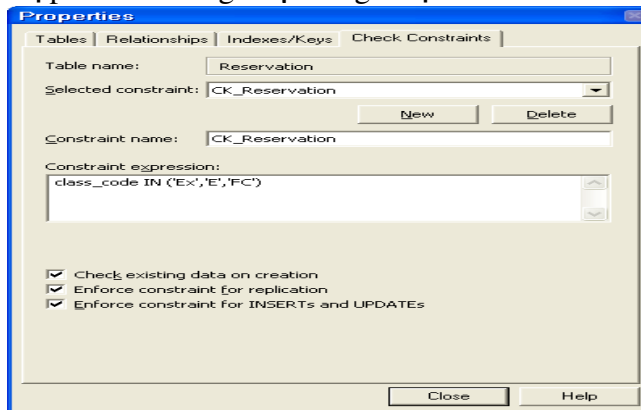 Properties
Tables Relationships Indexes/Keys Check Constraints
Table name: Reservation
Selected constraint: CK_Reservation
New Delete
Constraint name: CK_Reservation
Constraint expression:
class_code IN ('Ex','E','FC')
Check existing data on creation
Enforce constraint for replication
Enforce constraint for INSERTs and UPDATEs
Close Help